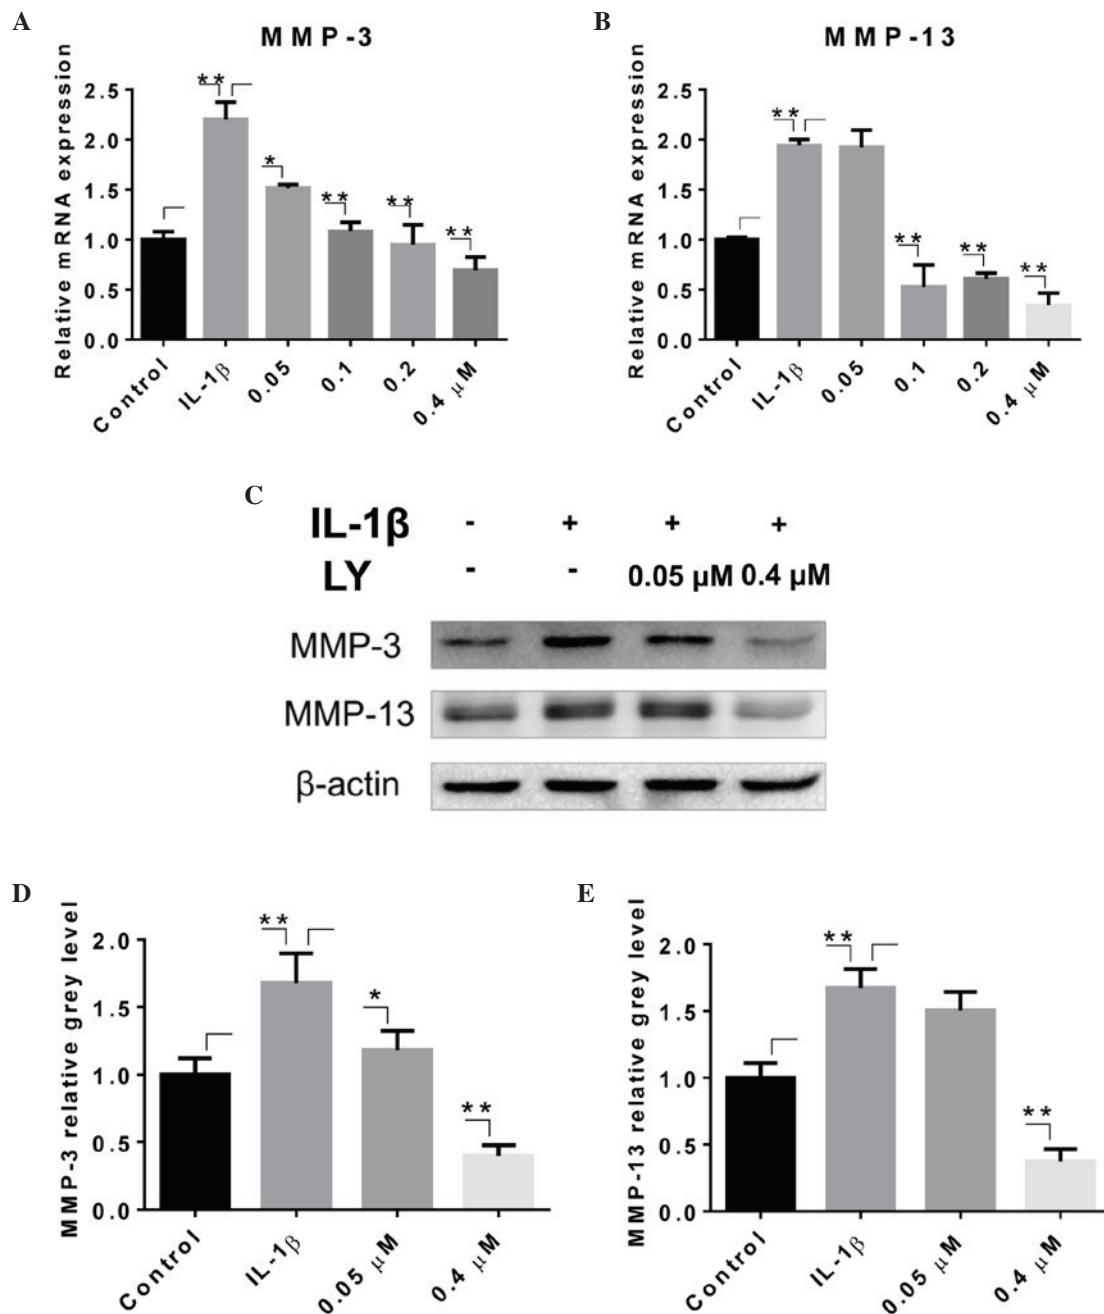 A
MMP-3
Relative mRNA expression
2.5
2.0
1.5
1.0
0.5
0.0
**
*
**
**
**
Control
IL-1β
0.05
0.1
0.2
0.4 μM
B
MMP-13
Relative mRNA expression
2.5
2.0
1.5
1.0
0.5
0.0
**
**
**
**
Control
IL-1β
0.05
0.1
0.2
0.4 μM
C
IL-1β - + + +
LY - - 0.05 μM 0.4 μM
MMP-3
MMP-13
β-actin
D
MMP-3 relative grey level
2.0
1.5
1.0
0.5
0.0
**
*
**
Control
IL-1β
0.05 μM
0.4 μM
E
MMP-13 relative grey level
2.0
1.5
1.0
0.5
0.0
**
**
Control
IL-1β
0.05 μM
0.4 μM